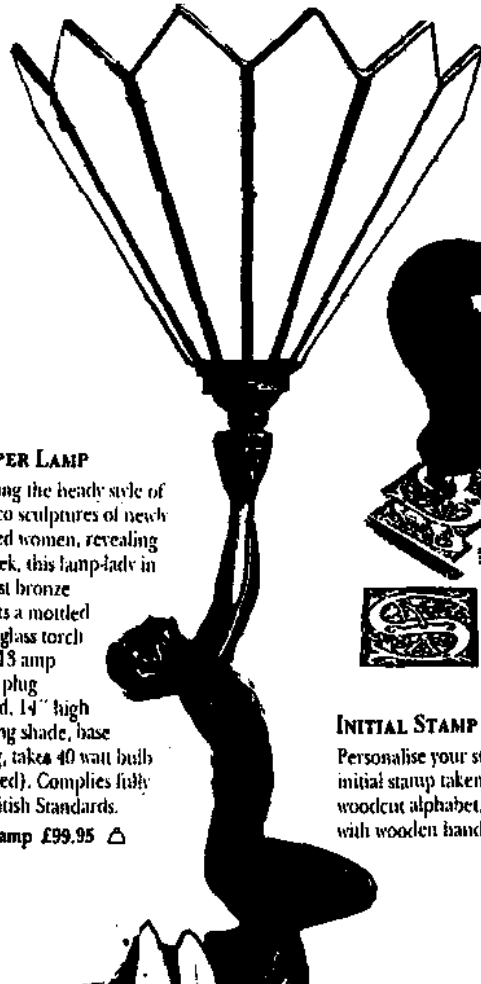 PER LAMP
ng the heady style of
co sculptures of newly
ed women, revealing
ek, this lamp-lady in
st bronze
ts a mottled
glass torch
13 amp
plug
d, 14" high
ng shade, base
, takes 40 watt bulb
ed). Complies fully
itish Standards.
amp £99.95
INITIAL STAMP
Personalise your st
initial stamp taken
woodcut alphabet,
with wooden hand
S